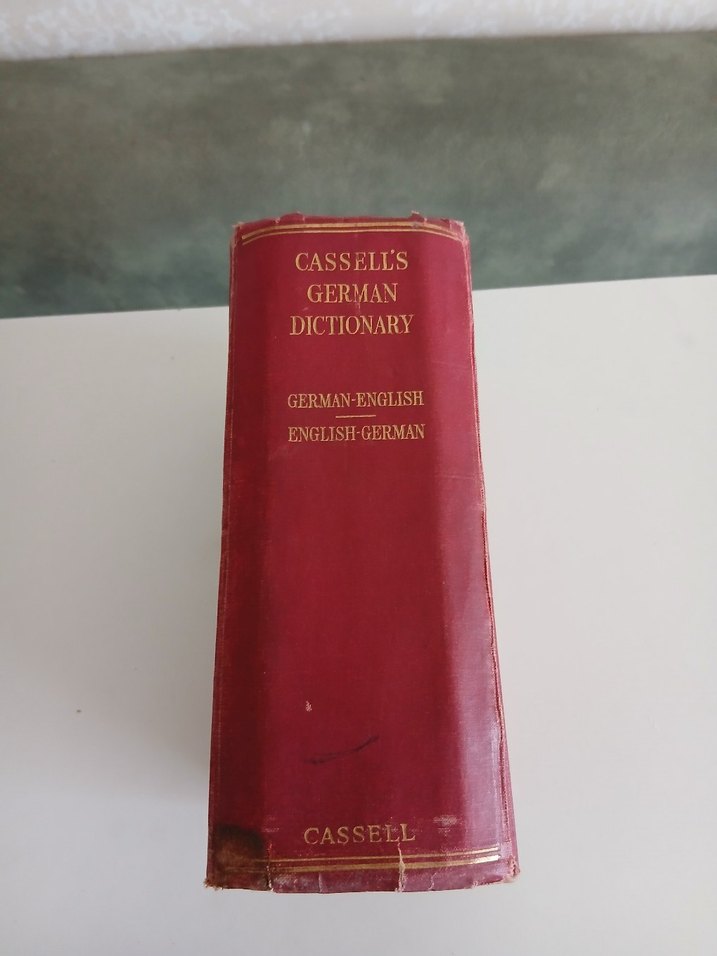 CASSELL'S
GERMAN
DICTIONARY
GERMAN-ENGLISH
ENGLISH-GERMAN
CASSELL